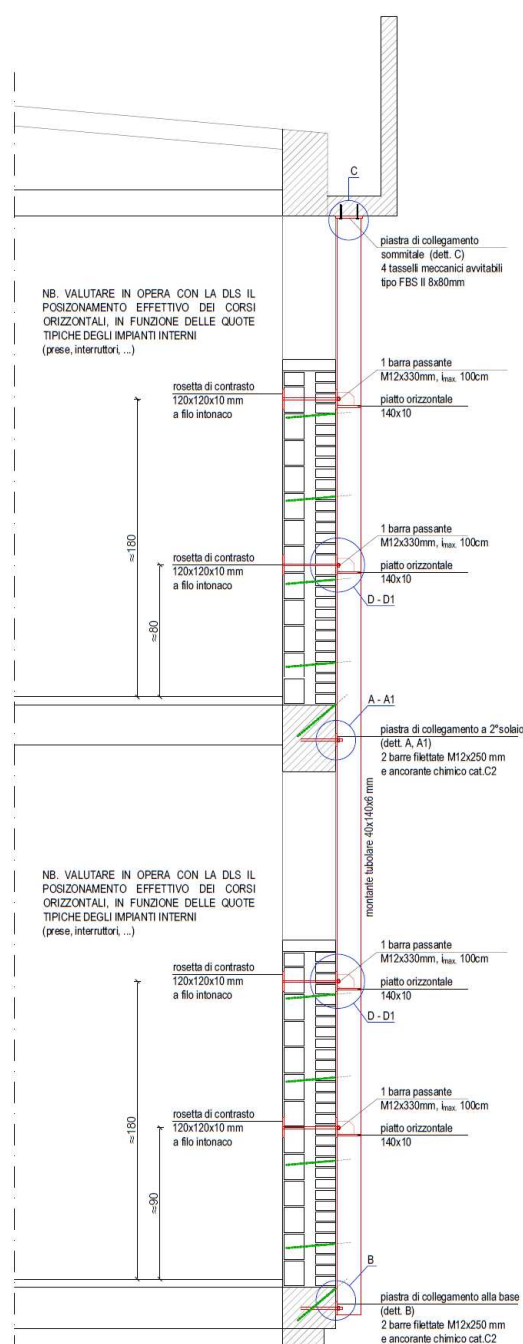 C
piastra di collegamento
sommitale (dett. C)
4 tasselli meccanici avvitabili
tipo FBS II 8x80mm
NB. VALUTARE IN OPERA CON LA DLS IL
POSIZONAMENTO EFFETTIVO DEI CORSI
ORIZZONTALI, IN FUNZIONE DELLE QUOTE
TIPICHE DEGLI IMPIANTI INTERNI
(prese, interruttori, ...)
rosetta di contrasto
120x120x10 mm
a filo intonaco
1 barra passante
M12x330mm, imax. 100cm
piatto orizzontale
140x10
≈180
≈80
rosetta di contrasto
120x120x10 mm
a filo intonaco
1 barra passante
M12x330mm, imax. 100cm
piatto orizzontale
140x10
D - D1
A - A1
piastra di collegamento a 2°solaio
(dett. A, A1)
2 barre filettate M12x250 mm
e ancorante chimico cat.C2
montante tubolare 40x140x6 mm
NB. VALUTARE IN OPERA CON LA DLS IL
POSIZONAMENTO EFFETTIVO DEI CORSI
ORIZZONTALI, IN FUNZIONE DELLE QUOTE
TIPICHE DEGLI IMPIANTI INTERNI
(prese, interruttori, ...)
rosetta di contrasto
120x120x10 mm
a filo intonaco
1 barra passante
M12x330mm, imax. 100cm
piatto orizzontale
140x10
D - D1
≈180
≈90
rosetta di contrasto
120x120x10 mm
a filo intonaco
1 barra passante
M12x330mm, imax. 100cm
piatto orizzontale
140x10
B
piastra di collegamento alla base
(dett. B)
2 barre filettate M12x250 mm
e ancorante chimico cat.C2